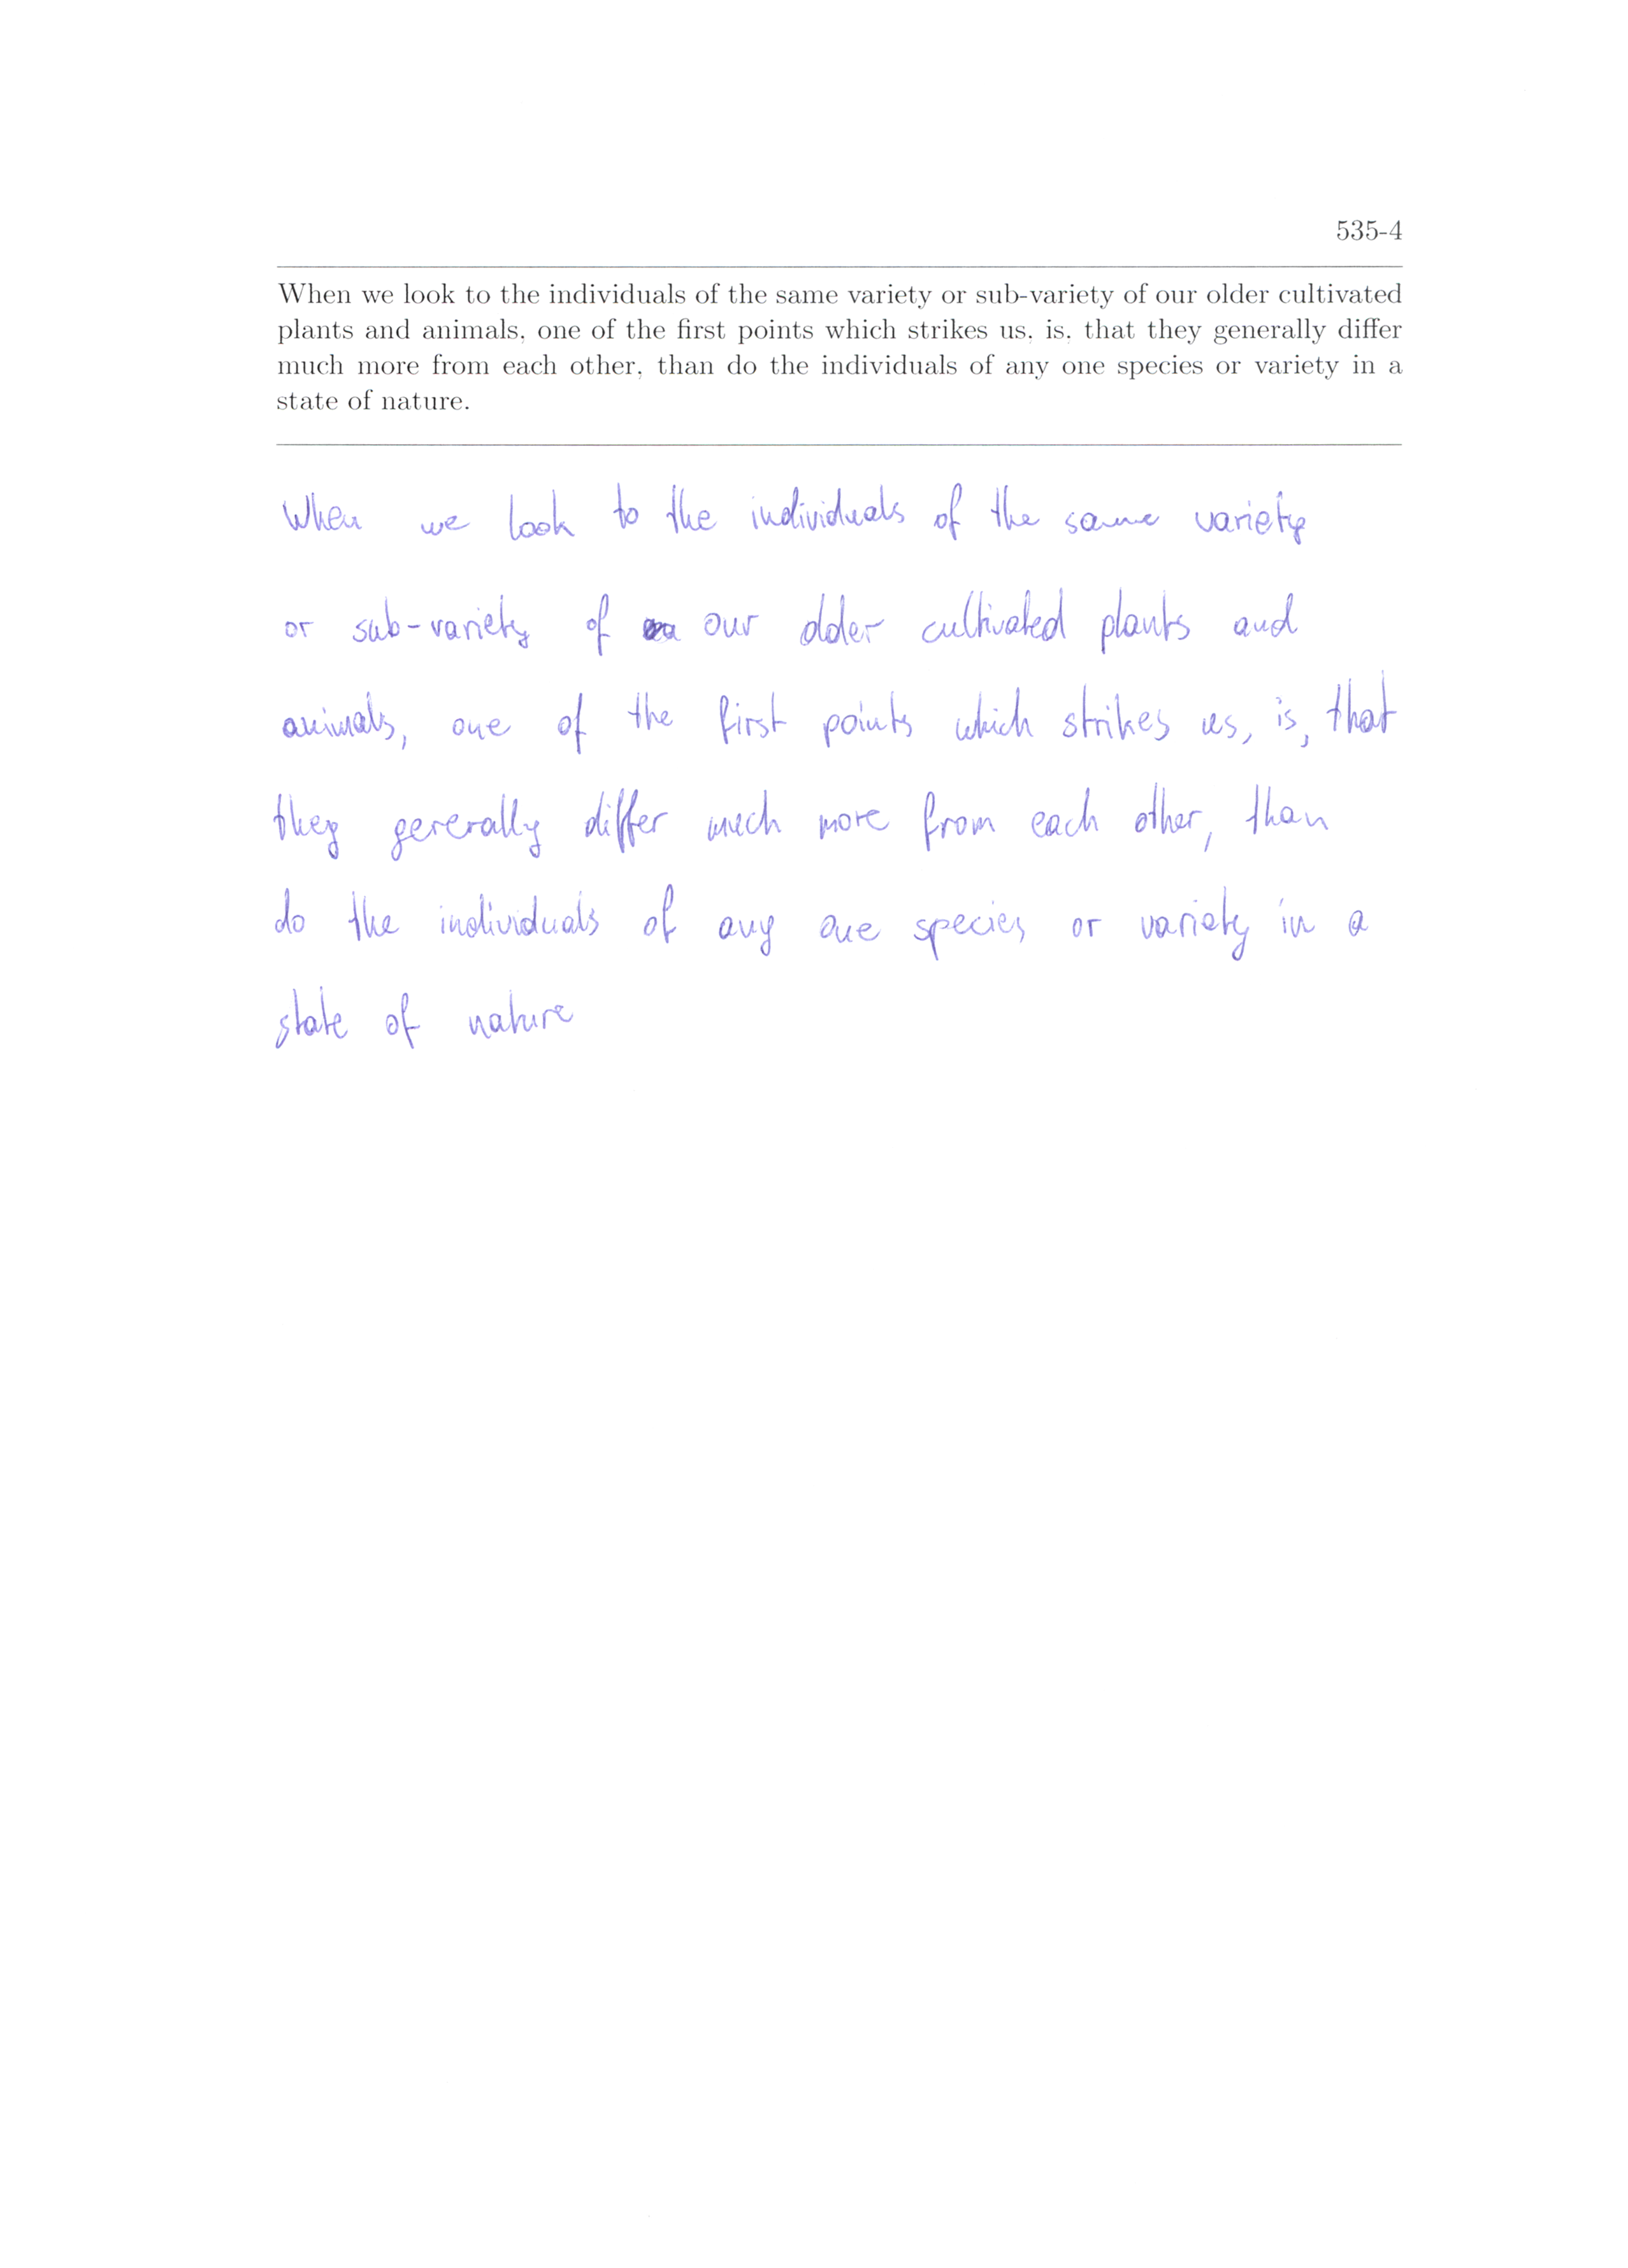 535-4
When we look to the individuals of the same variety or sub-variety of our older cultivated
plants and animals, one of the first points which strikes us, is, that they generally differ
much more from each other, than do the individuals of any one species or variety in a
state of nature.
When we look to the individuals of the same variety
or sub-variety of our older cultivated plants and
animals, one of the first points which strikes us, is, that
they gererally differ much more from each other, than
do the individuals of any one species or variety in a
state of nature